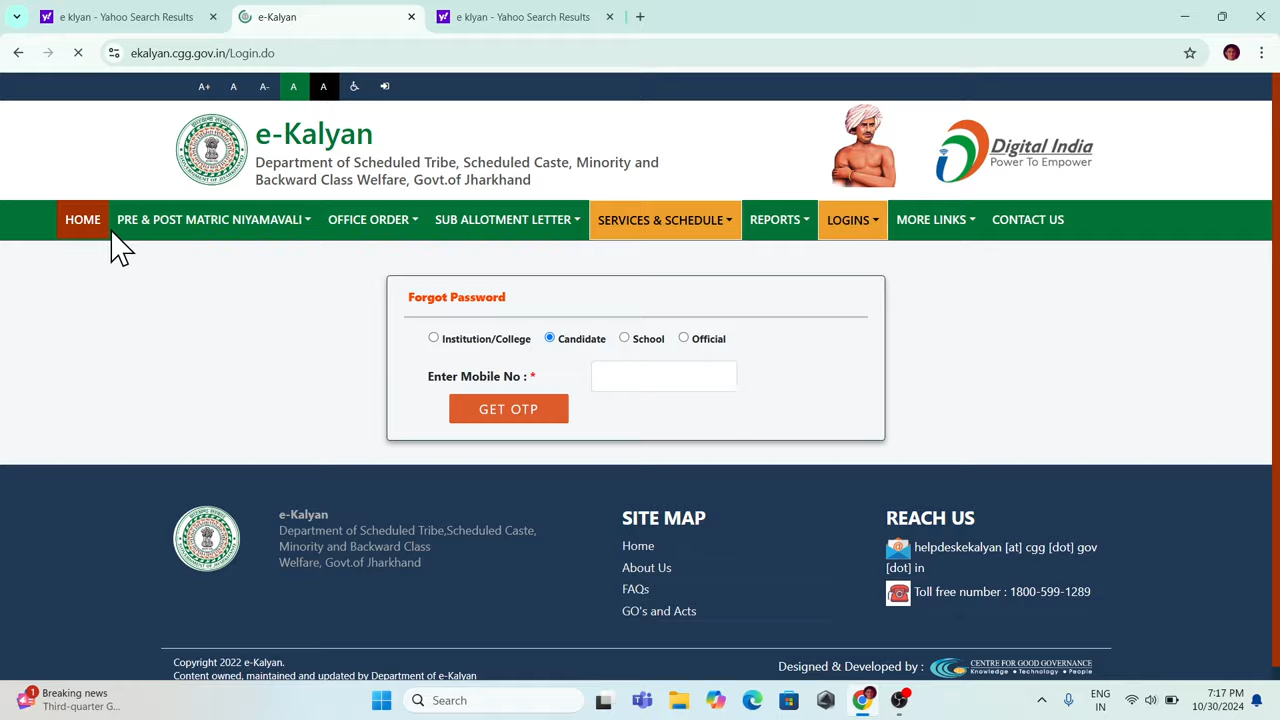 e klyan - Yahoo Search Results
e-Kalyan
e klyan - Yahoo Search Results
ekalyan.cgg.gov.in/Login.do
A+ A A- A A
e-Kalyan
Department of Scheduled Tribe, Scheduled Caste, Minority and
Backward Class Welfare, Govt.of Jharkhand
Digital India
Power To Empower
HOME PRE & POST MATRIC NIYAMAVALI OFFICE ORDER SUB ALLOTMENT LETTER SERVICES & SCHEDULE REPORTS LOGINS MORE LINKS CONTACT US
Forgot Password
Institution/College Candidate School Official
Enter Mobile No : *
GET OTP
e-Kalyan
Department of Scheduled Tribe,Scheduled Caste,
Minority and Backward Class
Welfare, Govt.of Jharkhand
SITE MAP
Home
About Us
FAQs
GO's and Acts
REACH US
helpdeskekalyan [at] cgg [dot] gov
[dot] in
Toll free number : 1800-599-1289
Copyright 2022 e-Kalyan.
Content owned, maintained and updated by Department of e-Kalyan
Designed & Developed by :
CENTRE FOR GOOD GOVERNANCE
Knowledge • Technology • People
1
Breaking news
Third-quarter G...
Search
ENG
IN
7:17 PM
10/30/2024